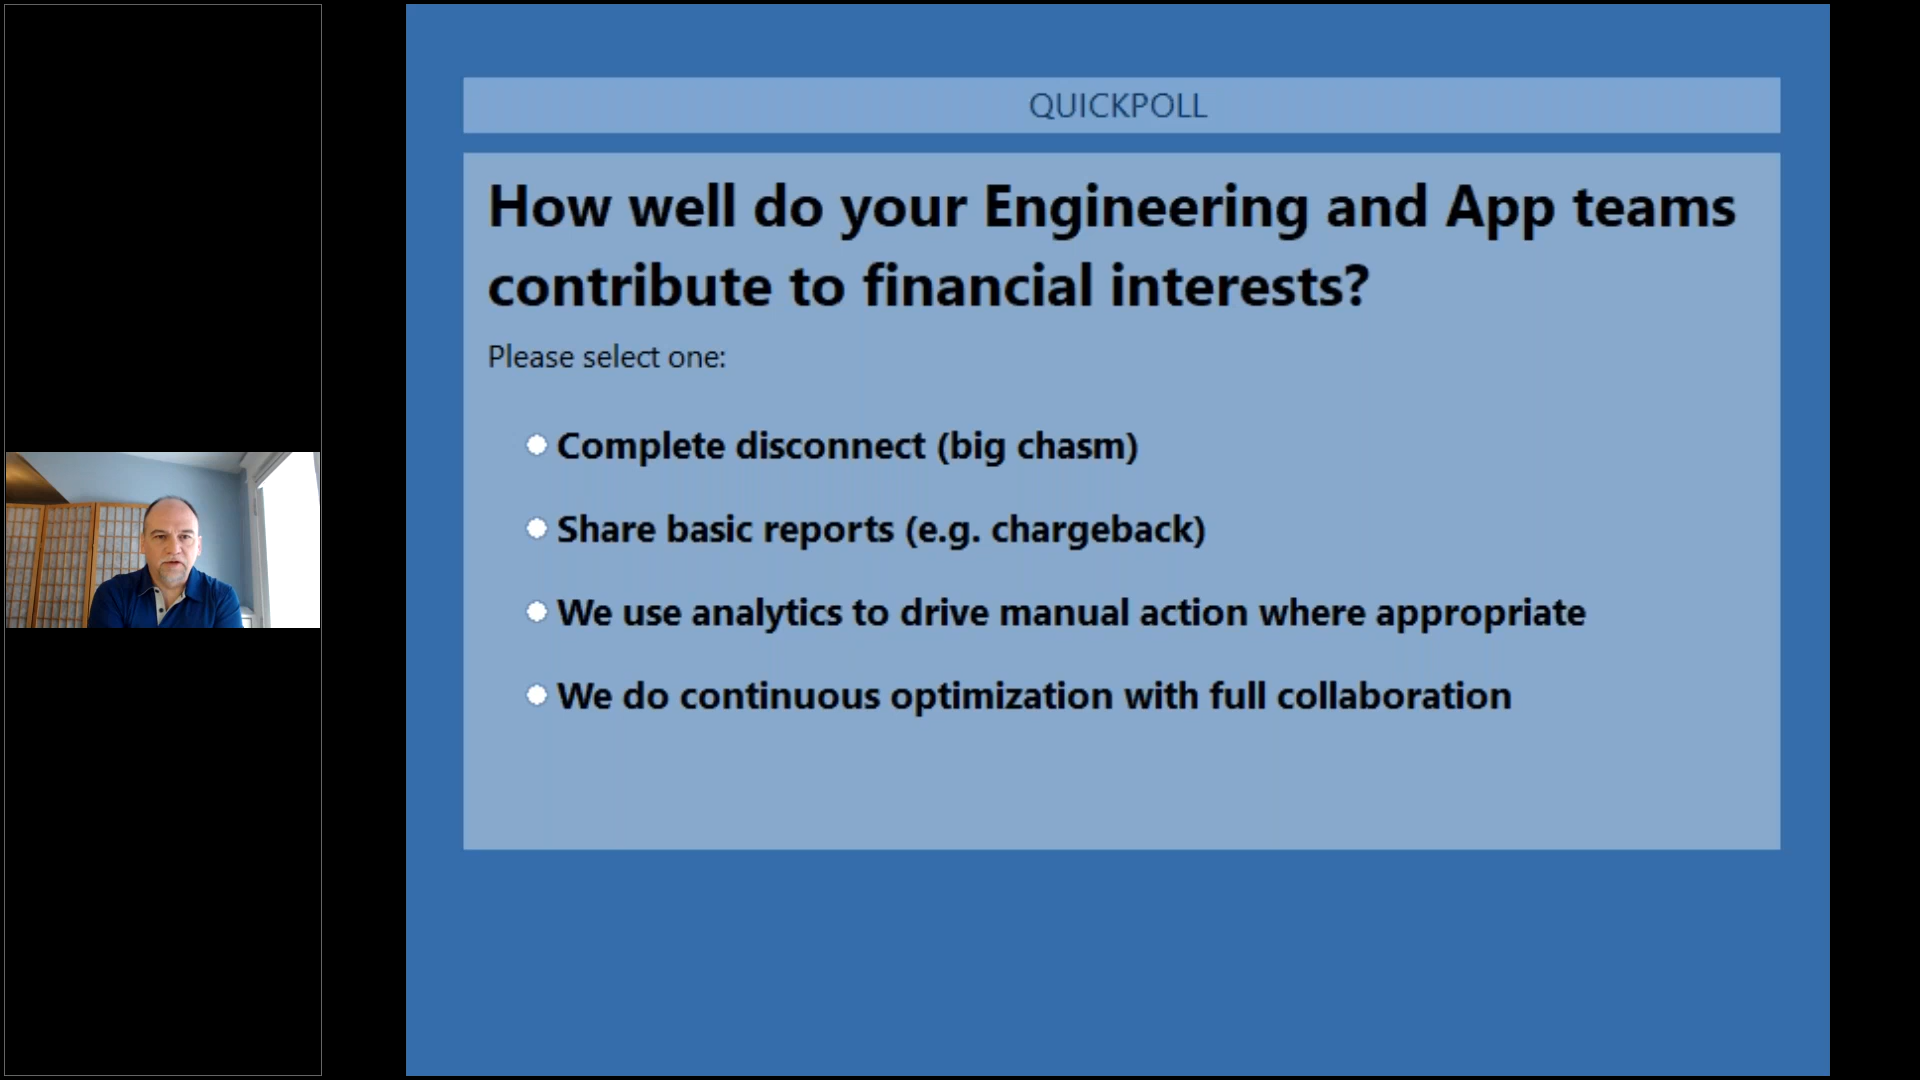 QUICKPOLL
How well do your Engineering and App teams
contribute to financial interests?
Please select one:
Complete disconnect (big chasm)
Share basic reports (e.g. chargeback)
We use analytics to drive manual action where appropriate
We do continuous optimization with full collaboration